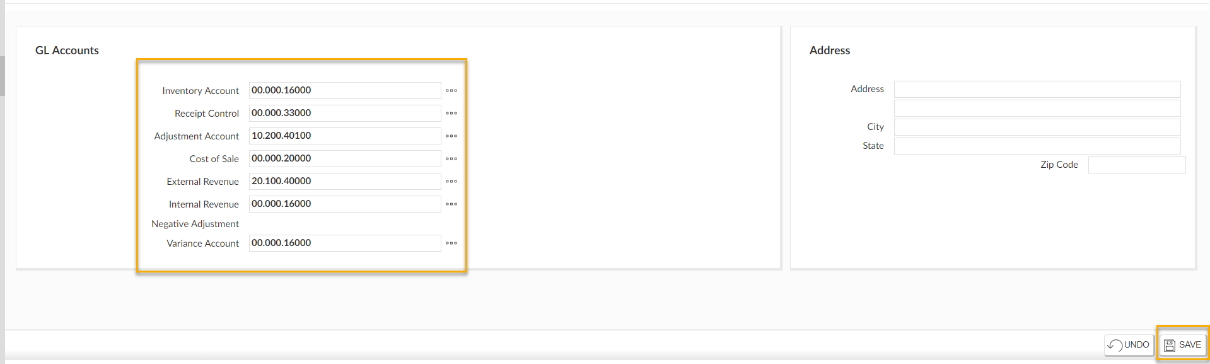 GL Accounts
Inventory Account 00.000.16000
Receipt Control 00.000.33000
Adjustment Account 10.200.40100
Cost of Sale 00.000.20000
External Revenue 20.100.40000
Internal Revenue 00.000.16000
Negative Adjustment
Variance Account 00.000.16000
Address
Address
City
State
Zip Code
UNDO SAVE